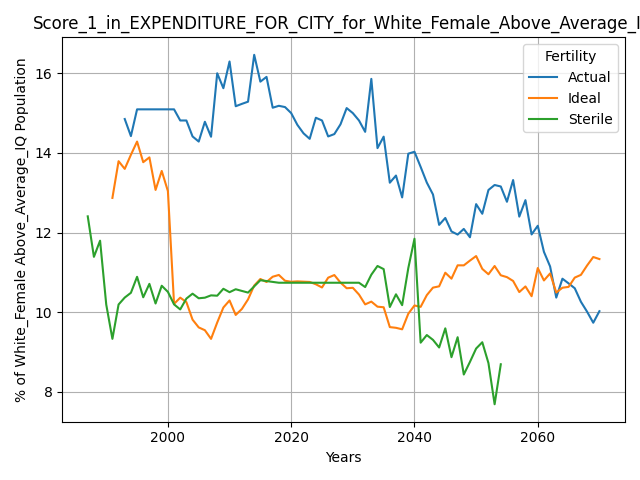 Score_1_in_EXPENDITURE_FOR_CITY_for_White_Female_Above_Average_I
Fertility
Actual
Ideal
Sterile
% of White_Female Above_Average_IQ Population
16
14
12
10
8
2000 2020 2040 2060
Years